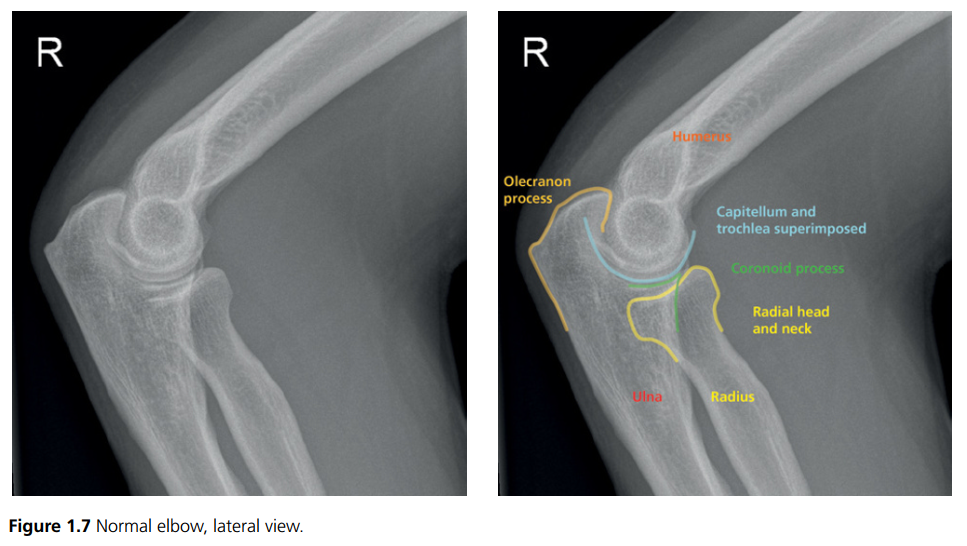 R
R
Humerus
Olecranon
process
Capitellum and
trochlea superimposed
Coronoid process
Radial head
and neck
Ulna
Radius
Figure 1.7 Normal elbow, lateral view.